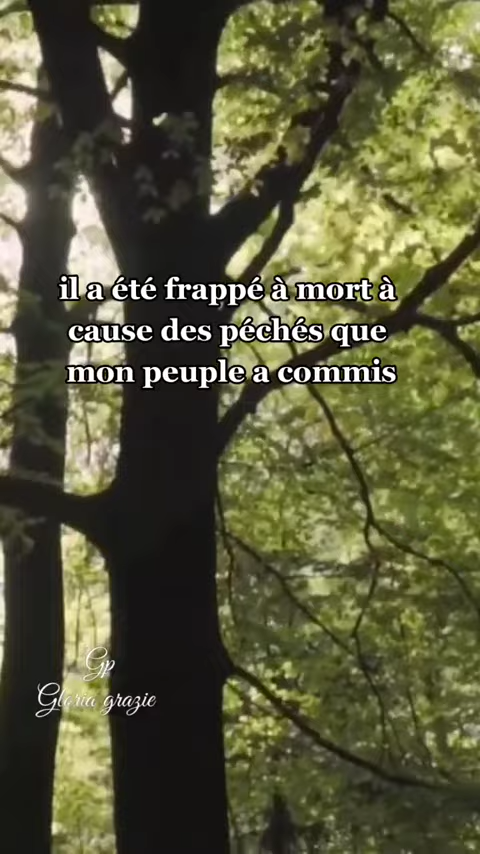 il a été frappé à mort à
cause des péchés que
mon peuple a commis
Gp
Gloria grazie